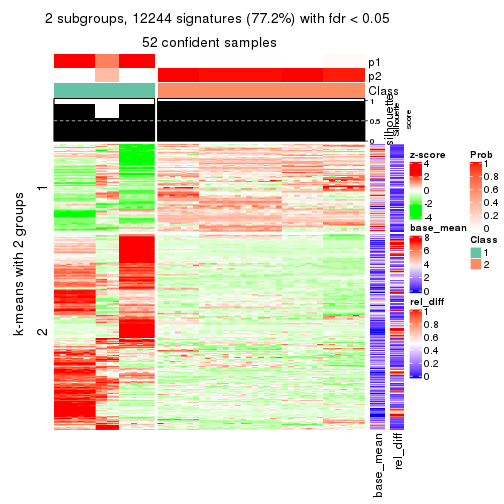 2 subgroups, 12244 signatures (77.2%) with fdr < 0.05
52 confident samples
p1
p2
Class
1
0.5
0
silhouette
Silhouette
score
k-means with 2 groups
1
2
base_mean
rel_diff
z-score
4
2
0
-2
-4
base_mean
8
6
4
2
0
rel_diff
1
0.8
0.6
0.4
0.2
0
Prob
1
0.8
0.6
0.4
0.2
0
Class
1
2